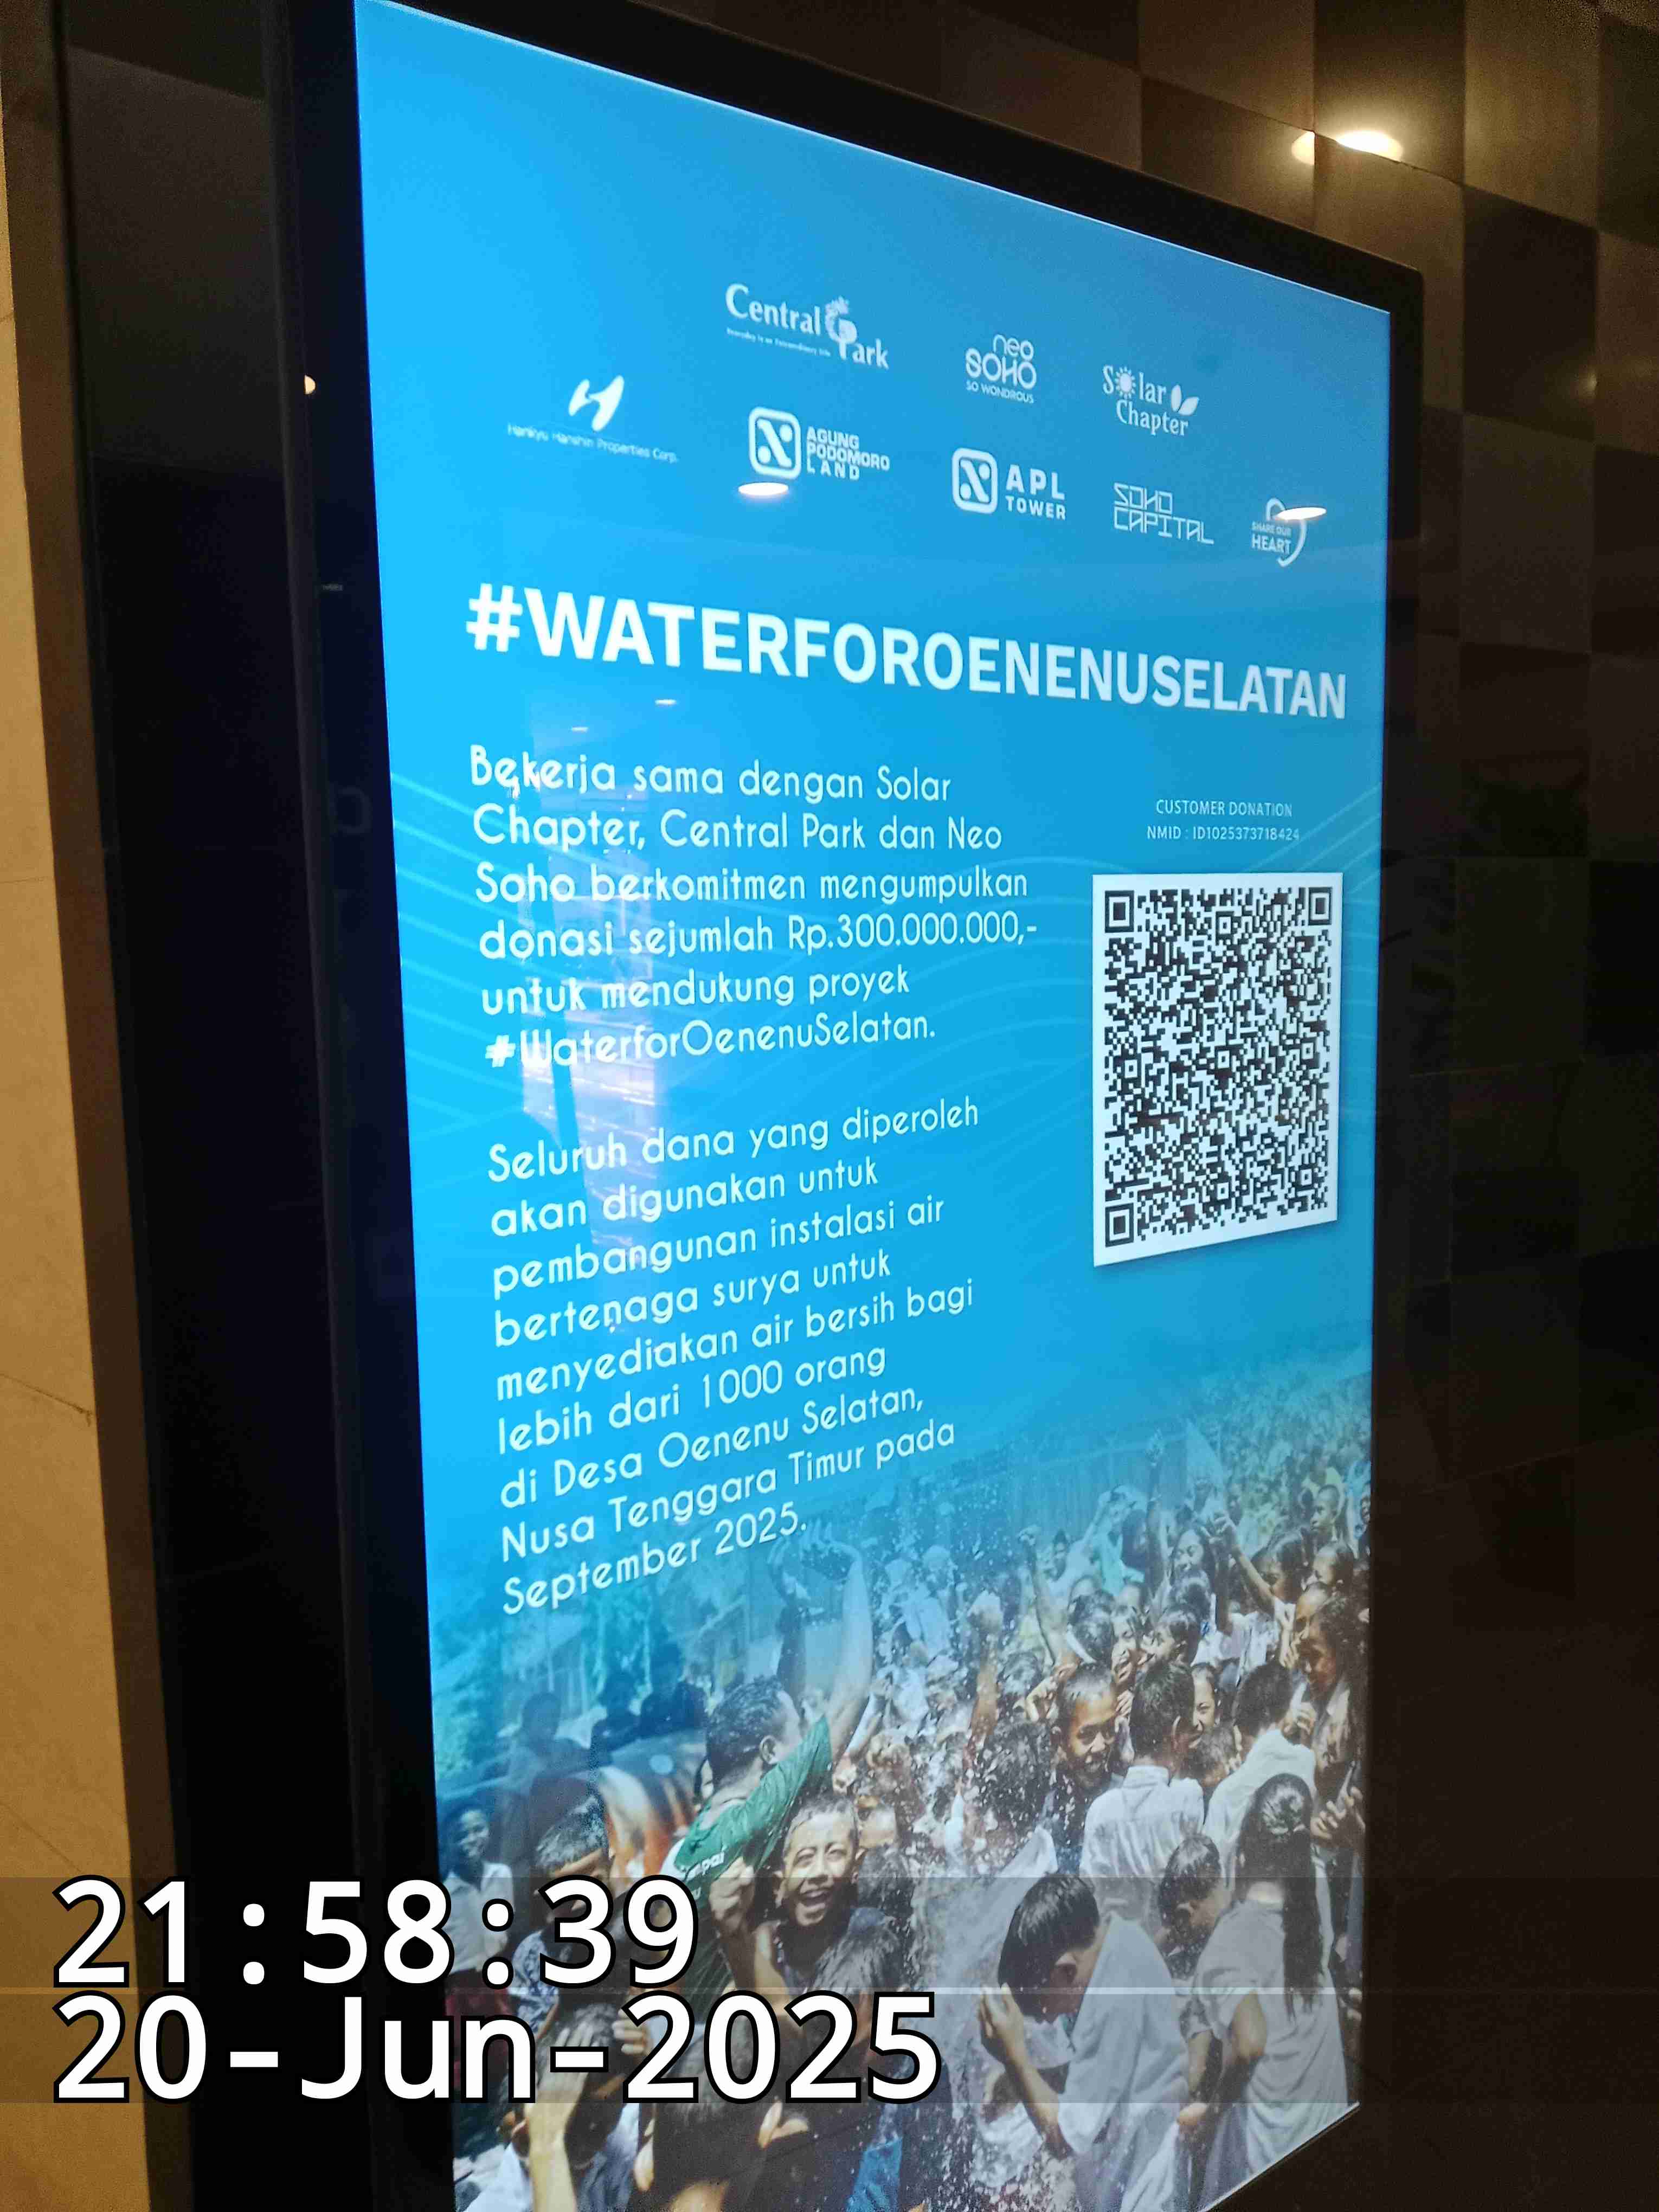 Central Park
neo
SOHO
SO WONDROUS
Solar
Chapter
Hankyu Hanshin Properties Corp.
AGUNG
PODOMORO
LAND
APL
TOWER
SOHO
CAPITAL
SHARE OUR
HEART
#WATERFOROENENUSELATAN
Bekerja sama dengan Solar
Chapter, Central Park dan Neo
Soho berkomitmen mengumpulkan
donasi sejumlah Rp.300.000.000,-
untuk mendukung proyek
#WaterforOenenuSelatan.
CUSTOMER DONATION
NMID : ID1025373718424
Seluruh dana yang diperoleh
akan digunakan untuk
pembangunan instalasi air
bertenaga surya untuk
menyediakan air bersih bagi
lebih dari 1000 orang
di Desa Oenenu Selatan,
Nusa Tenggara Timur pada
September 2025.
21:58:39
20-Jun-2025